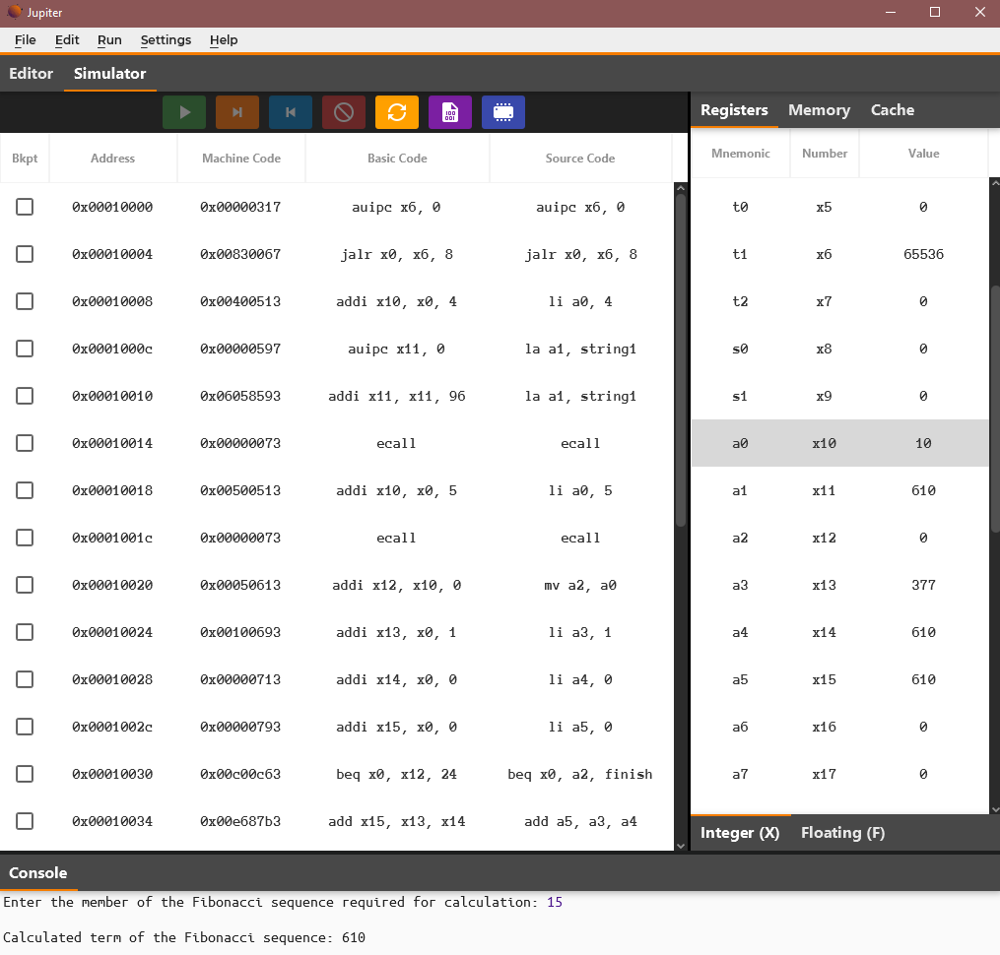 Jupiter
File Edit Run Settings Help
Editor Simulator
Registers Memory Cache
Bkpt Address Machine Code Basic Code Source Code
0x00010000 0x00000317 auipc x6, 0 auipc x6, 0
0x00010004 0x00830067 jalr x0, x6, 8 jalr x0, x6, 8
0x00010008 0x00400513 addi x10, x0, 4 li a0, 4
0x0001000c 0x00000597 auipc x11, 0 la a1, string1
0x00010010 0x06058593 addi x11, x11, 96 la a1, string1
0x00010014 0x00000073 ecall ecall
0x00010018 0x00500513 addi x10, x0, 5 li a0, 5
0x0001001c 0x00000073 ecall ecall
0x00010020 0x00050613 addi x12, x10, 0 mv a2, a0
0x00010024 0x00100693 addi x13, x0, 1 li a3, 1
0x00010028 0x00000713 addi x14, x0, 0 li a4, 0
0x0001002c 0x00000793 addi x15, x0, 0 li a5, 0
0x00010030 0x00c00c63 beq x0, x12, 24 beq x0, a2, finish
0x00010034 0x00e687b3 add x15, x13, x14 add a5, a3, a4
Mnemonic Number Value
t0 x5 0
t1 x6 65536
t2 x7 0
s0 x8 0
s1 x9 0
a0 x10 10
a1 x11 610
a2 x12 0
a3 x13 377
a4 x14 610
a5 x15 610
a6 x16 0
a7 x17 0
Integer (X) Floating (F)
Console
Enter the member of the Fibonacci sequence required for calculation: 15
Calculated term of the Fibonacci sequence: 610